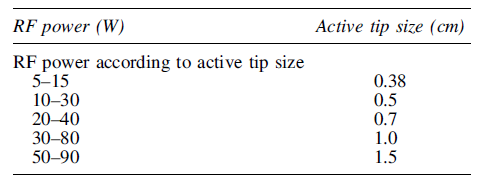 RF power (W) Active tip size (cm)
RF power according to active tip size
5–15 0.38
10–30 0.5
20–40 0.7
30–80 1.0
50–90 1.5